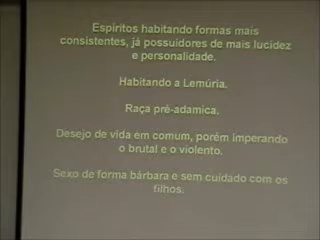 Espíritos habitando formas mais
consistentes, já possuidores de mais lucidez
e personalidade.
Habitando a Lemúria.
Raça pré-adamica.
Desejo de vida em comum, porém imperando
o brutal e o violento.
Sexo de forma bárbara e sem cuidado com os
filhos.